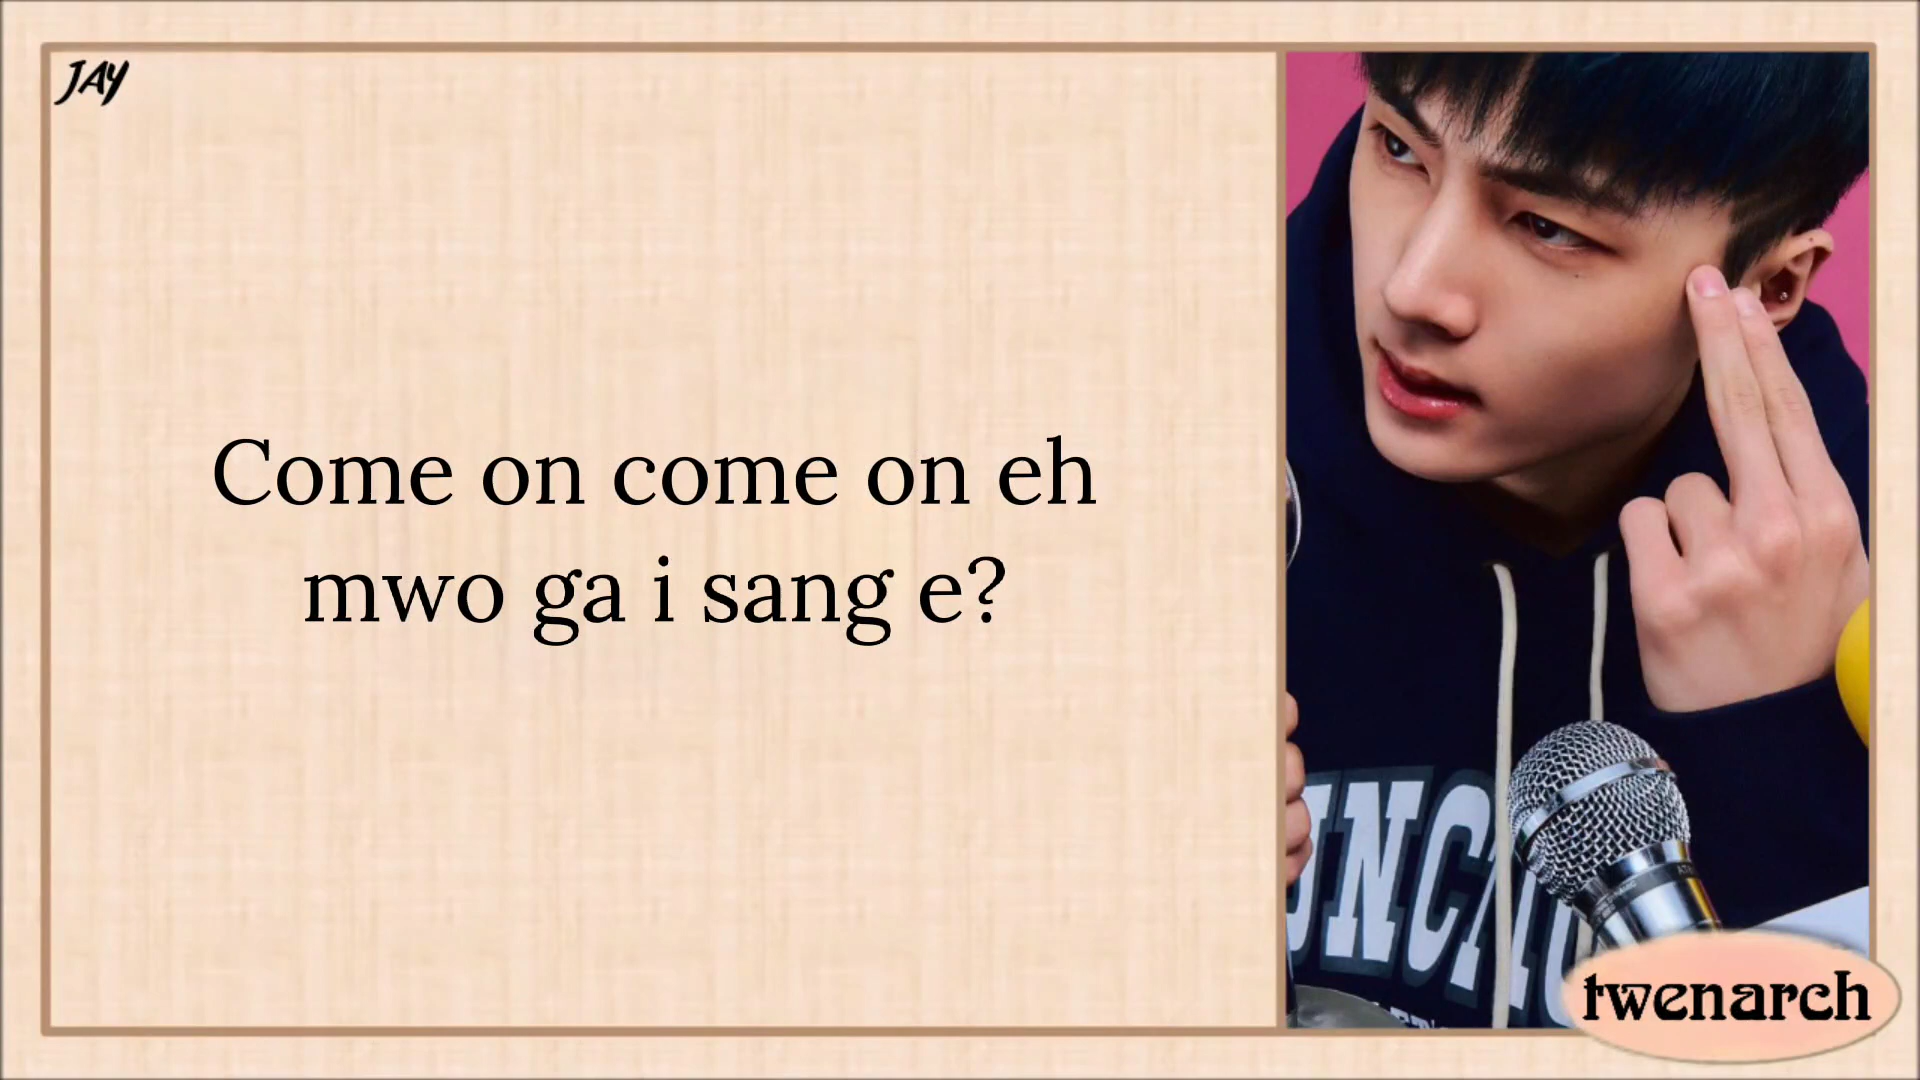 JAY
Come on come on eh
mwo ga i sang e?
twenarch